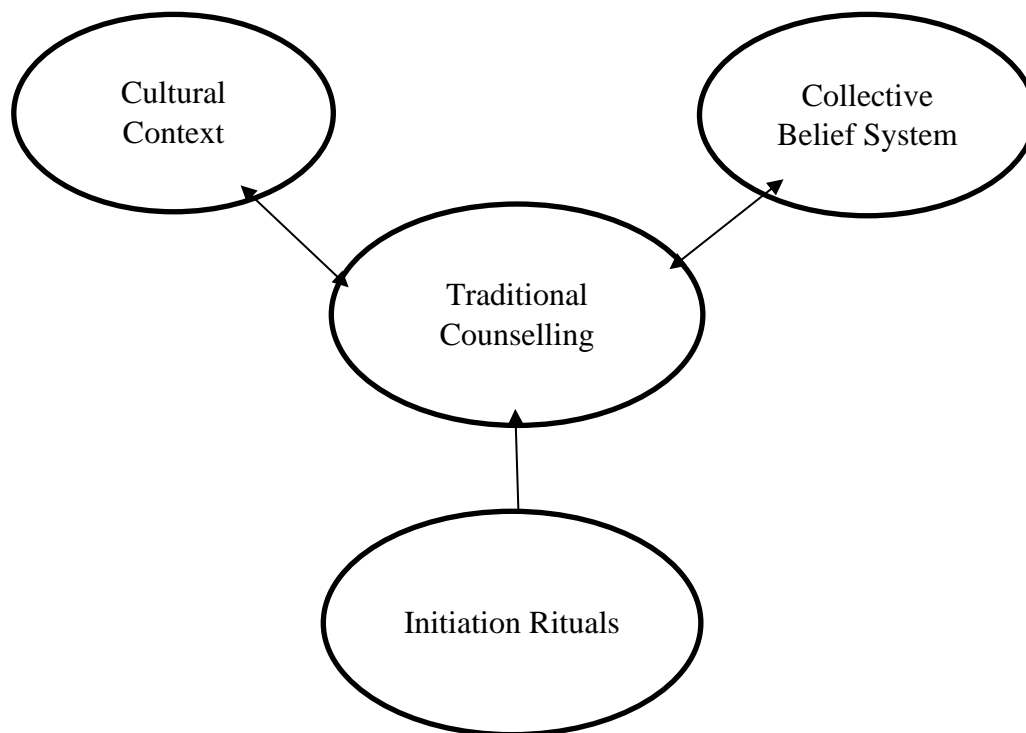 Cultural
Context
Collective
Belief System
Traditional
Counselling
Initiation Rituals